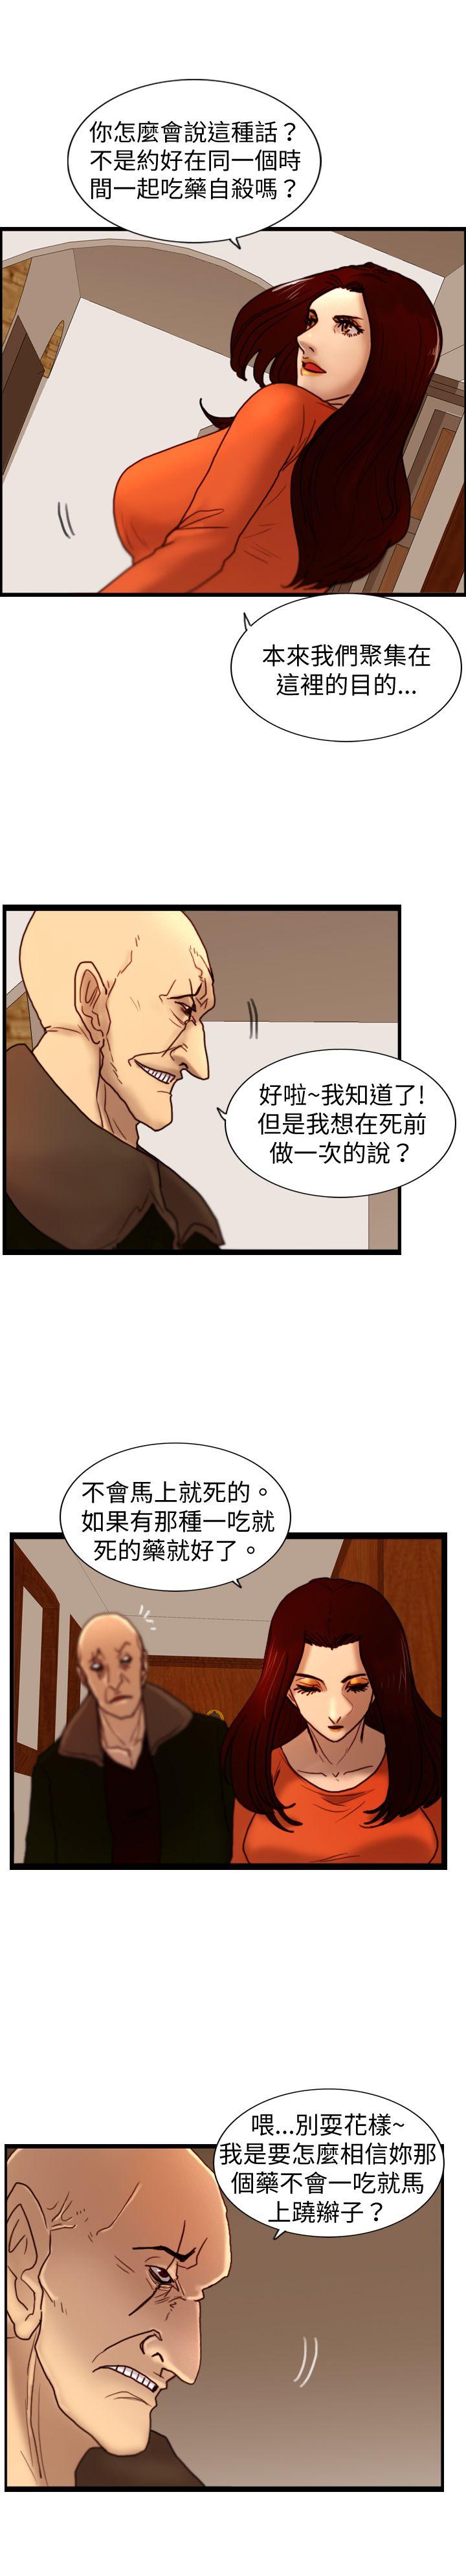 你怎麼會說這種話？
不是約好在同一個時
間一起吃藥自殺嗎？
本來我們聚集在
這裡的目的...
好啦~我知道了!
但是我想在死前
做一次的說？
不會馬上就死的。
如果有那種一吃就
死的藥就好了。
喂...別耍花樣~
我是要怎麼相信妳那
個藥不會一吃就馬
上蹺辮子？